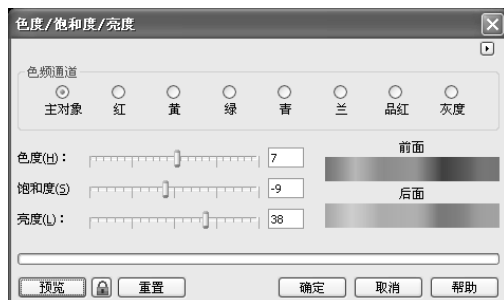 色度/饱和度/亮度
色频通道
主对象 红 黄 绿 青 兰 品红 灰度
色度(H)： 7
饱和度(S) -9
亮度(L)： 38
前面
后面
预览 重置 确定 取消 帮助